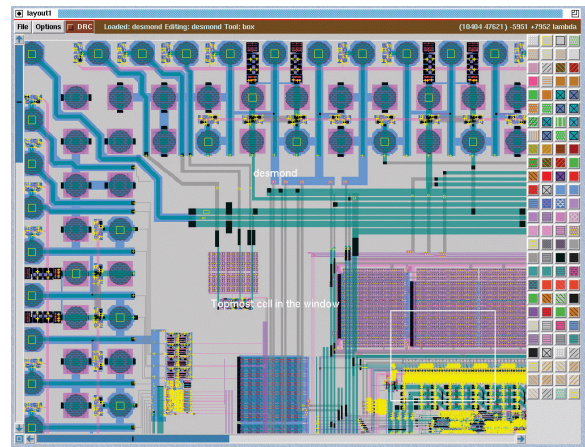 layout1
File Options DRC Loaded: desmond Editing: desmond Tool: box (10404 47621) -5951 +7952 lambda
desmond
Topmost cell in the window